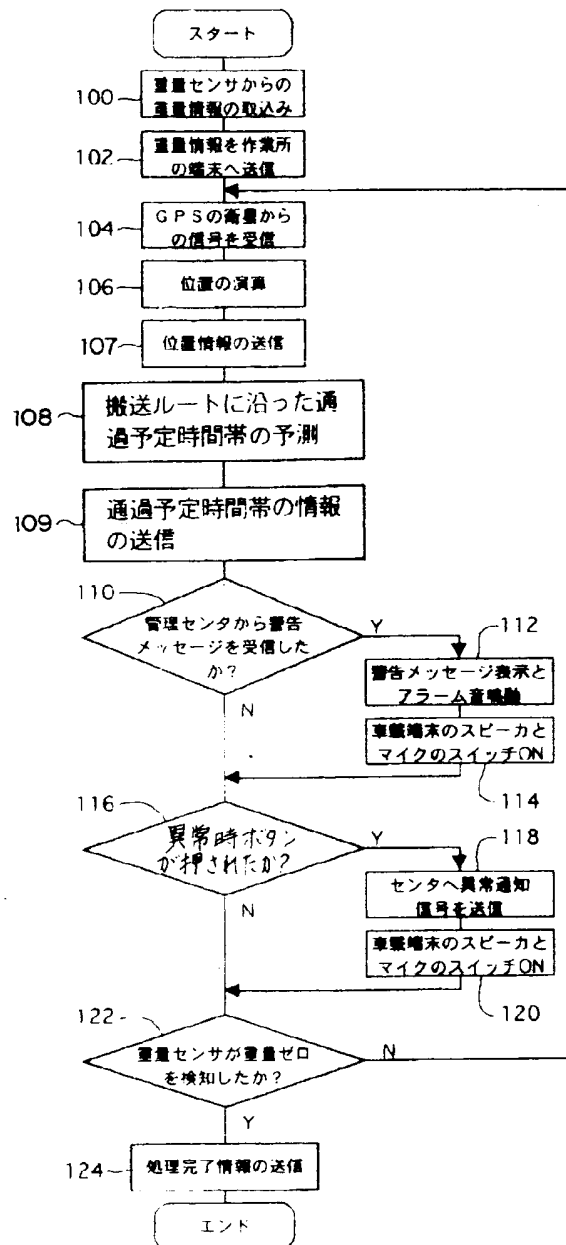 スタート
100
重量センサからの
重量情報の取込み
102
重量情報を作業所
の端末へ送信
104
GPSの衛星から
の信号を受信
106
位置の演算
107
位置情報の送信
108
搬送ルートに沿った通
過予定時間帯の予測
109
通過予定時間帯の情報
の送信
110
管理センタから警告
メッセージを受信した
か?
Y
N
112
警告メッセージ表示と
アラーム音鳴動
車載端末のスピーカと
マイクのスイッチON
114
116
異常時ボタン
が押されたか?
Y
N
118
センタへ異常通知
信号を送信
車載端末のスピーカと
マイクのスイッチON
120
122
重量センサが重量ゼロ
を検知したか?
N
Y
124
処理完了情報の送信
エンド